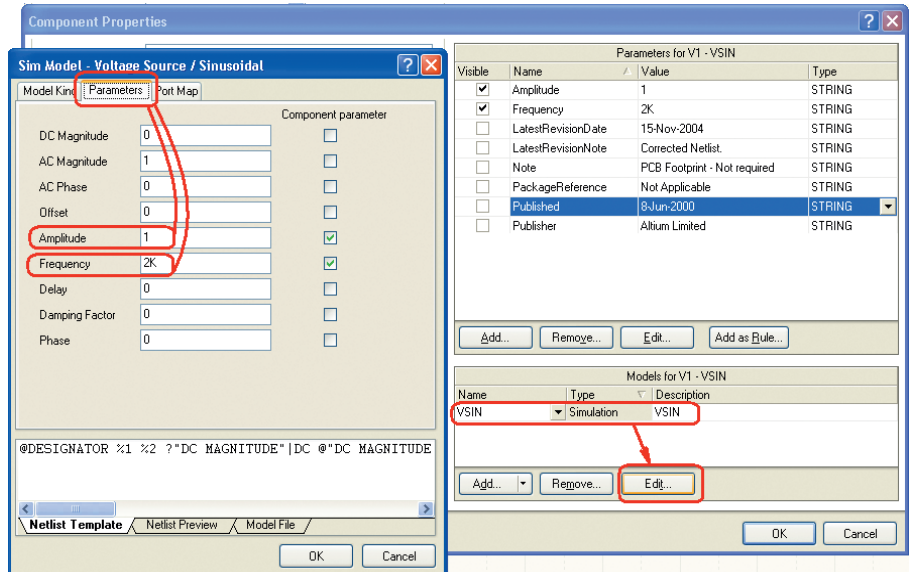 Component Properties
Sim Model - Voltage Source / Sinusoidal
Model Kind Parameters Port Map
Component parameter
DC Magnitude 0
AC Magnitude 1
AC Phase 0
Offset 0
Amplitude 1
Frequency 2K
Delay 0
Damping Factor 0
Phase 0
@DESIGNATOR %1 %2 ?"DC MAGNITUDE"|DC @"DC MAGNITUDE
Netlist Template Netlist Preview Model File
OK Cancel
Parameters for V1 - VSIN
Visible Name Value Type
Amplitude 1 STRING
Frequency 2K STRING
LatestRevisionDate 15-Nov-2004 STRING
LatestRevisionNote Corrected Netlist. STRING
Note PCB Footprint - Not required STRING
PackageReference Not Applicable STRING
Published 8-Jun-2000 STRING
Publisher Altium Limited STRING
Add... Remove... Edit... Add as Rule...
Models for V1 - VSIN
Name Type Description
VSIN Simulation VSIN
Add... Remove... Edit...
OK Cancel